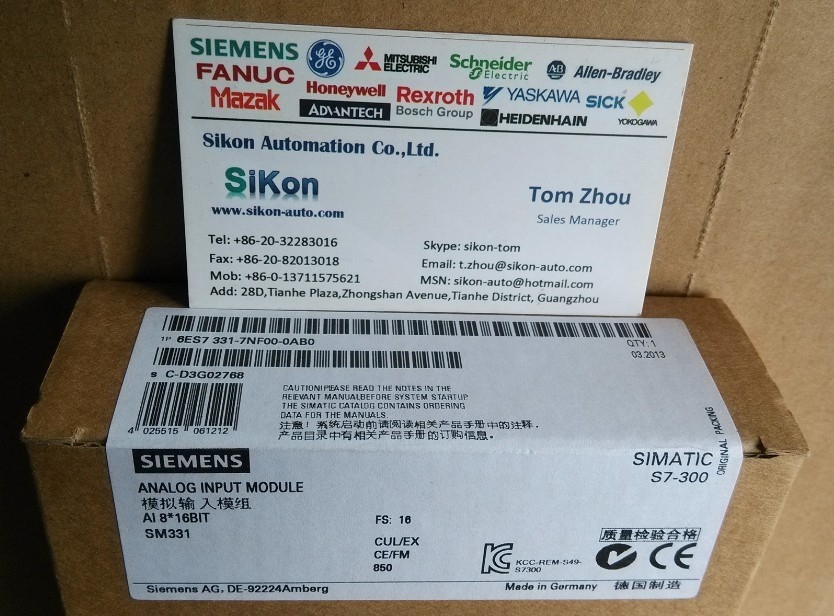 SIEMENS GE MITSUBISHI ELECTRIC Schneider Electric AB Allen-Bradley
FANUC
Mazak Honeywell ADVANTECH Rexroth Bosch Group YASKAWA SICK HEIDENHAIN YOKOGAWA
Sikon Automation Co.,Ltd.
SiKon
www.sikon-auto.com
Tom Zhou
Sales Manager
Tel: +86-20-32283016
Fax: +86-20-82013018
Mob: +86-0-13711575621
Skype: sikon-tom
Email: t.zhou@sikon-auto.com
MSN: sikon-auto@hotmail.com
Add: 28D,Tianhe Plaza,Zhongshan Avenue,Tianhe District, Guangzhou
1P 6ES7 331-7NF00-0AB0
QTY: 1
03.2013
S C-D3G02768
4 025515 061212
CAUTION!PlEASE READ THE NOTES IN THE
RElEVANT MANUALBEFORE SYSTEM STARTUP
THE SIMATIC CATALOG CONTAINS ORDERING
DATA FOR THE MANUALS.
注意！系统启动前请阅读相关产品手册中的注释．
产品目录中有相关产品手册的订购信息。
ORIGINAL PACKING
SIEMENS
SIMATIC
S7-300
ANALOG INPUT MODULE
模拟输入模组
AI 8*16BIT
SM331
FS: 16
CUL/EX
CE/FM
850
KCC-REM-S49-
S7300
质量检验合格
CE
Siemens AG, DE-92224Amberg
Made in Germany 德国制造